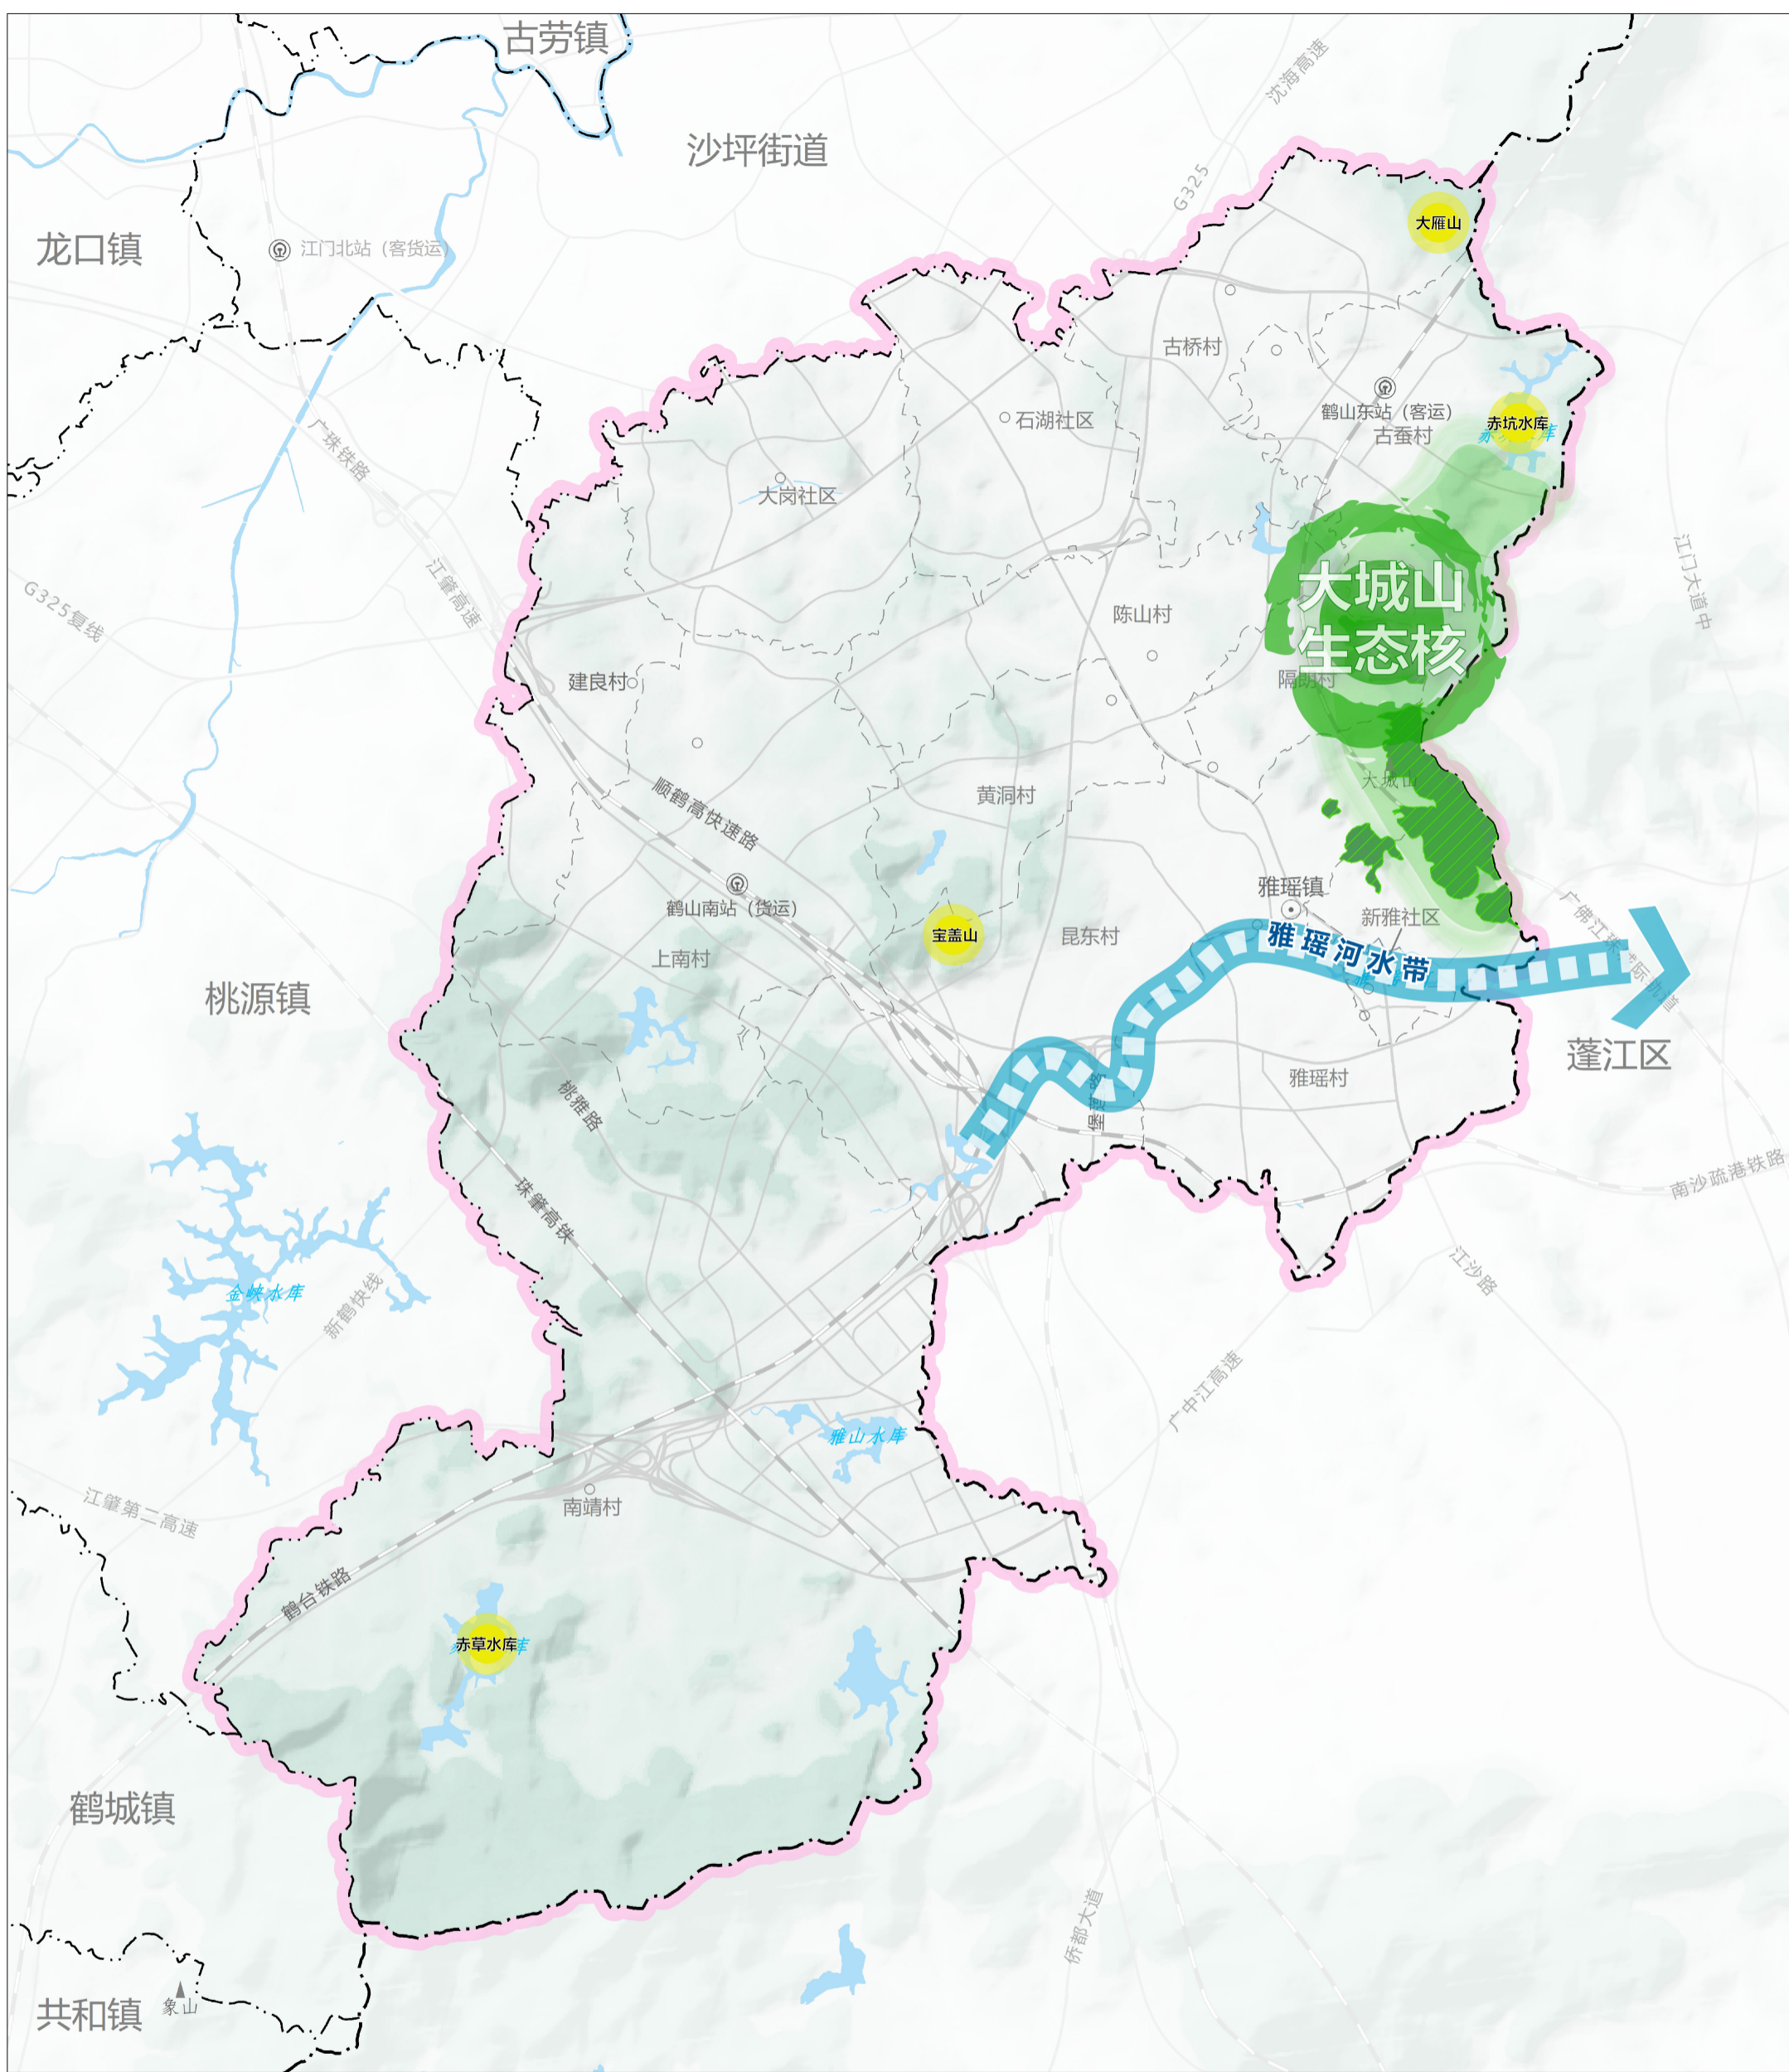 古劳镇
沈海高速
沙坪街道
G325
大雁山
龙口镇
江门北站（客货运）
古桥村
鹤山东站（客运）
石湖社区
赤坑水库
古蚕村
广珠铁路
大岗社区
江肇高速
G325复线
江门大道中
大城山
生态核
陈山村
隔朗村
建良村
大城山
黄洞村
顺鹤高快速路
鹤山南站（货运）
雅瑶镇
新雅社区
广佛江珠城际轨道
宝盖山
昆东村
雅瑶河水带
上南村
桃源镇
蓬江区
雅瑶村
堡莲路
桃雅路
南沙疏港铁路
珠肇高铁
金峡水库
新鹤快线
江沙路
广中江高速
雅山水库
江肇第二高速
南靖村
鹤台铁路
赤草水库
鹤城镇
侨都大道
共和镇
象山